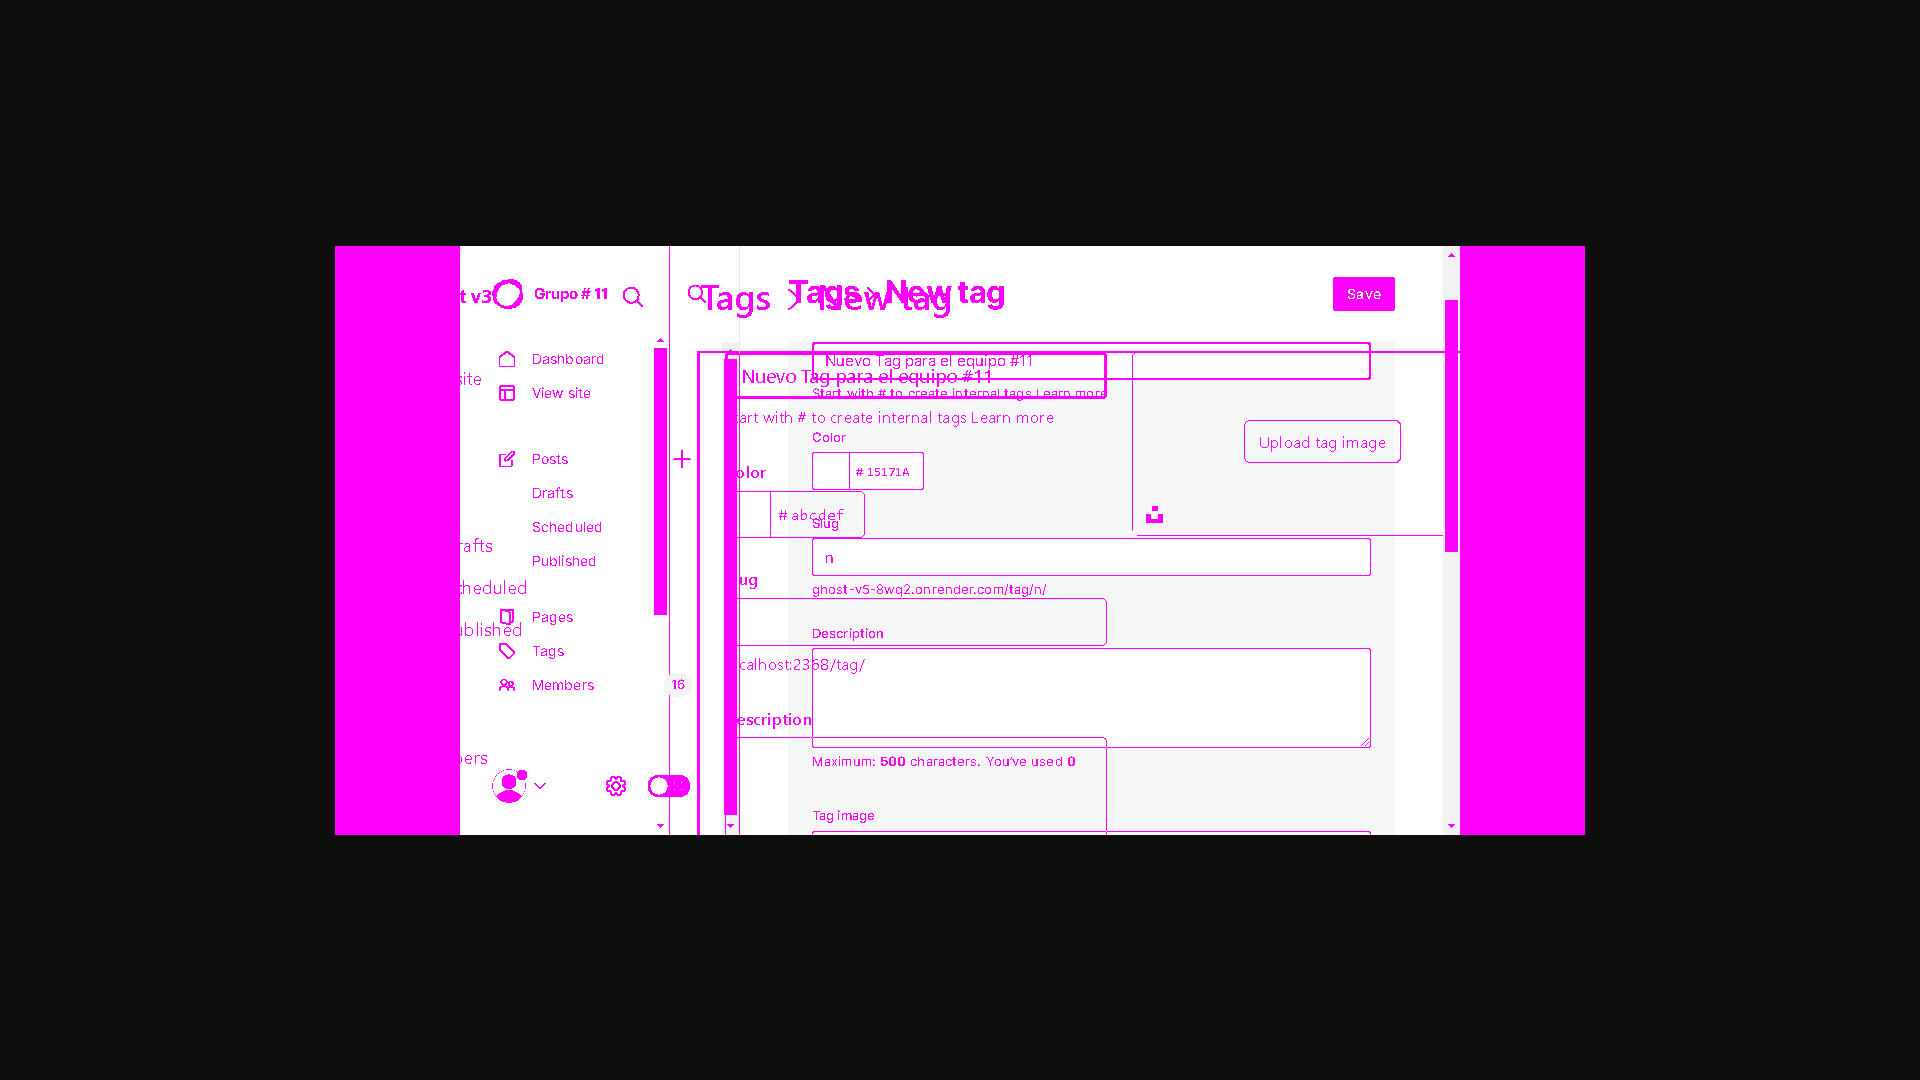 t v3
Grupo # 11
Tags
New tag
Tags
New tag
Save
Dashboard
site
View site
Nuevo Tag para el equipo #11
Nuevo Tag para el equipo #11
Start with # to create internal tags Learn more
art with # to create internal tags Learn more
Color
olor
# 15171A
Upload tag image
Posts
Drafts
Scheduled
Published
rafts
cheduled
ublished
# abcdef
Slug
n
ug
ghost-v5-8wq2.onrender.com/tag/n/
Pages
Tags
Members
16
Description
calhost:2368/tag/
escription
bers
Maximum: 500 characters. You've used 0
Tag image